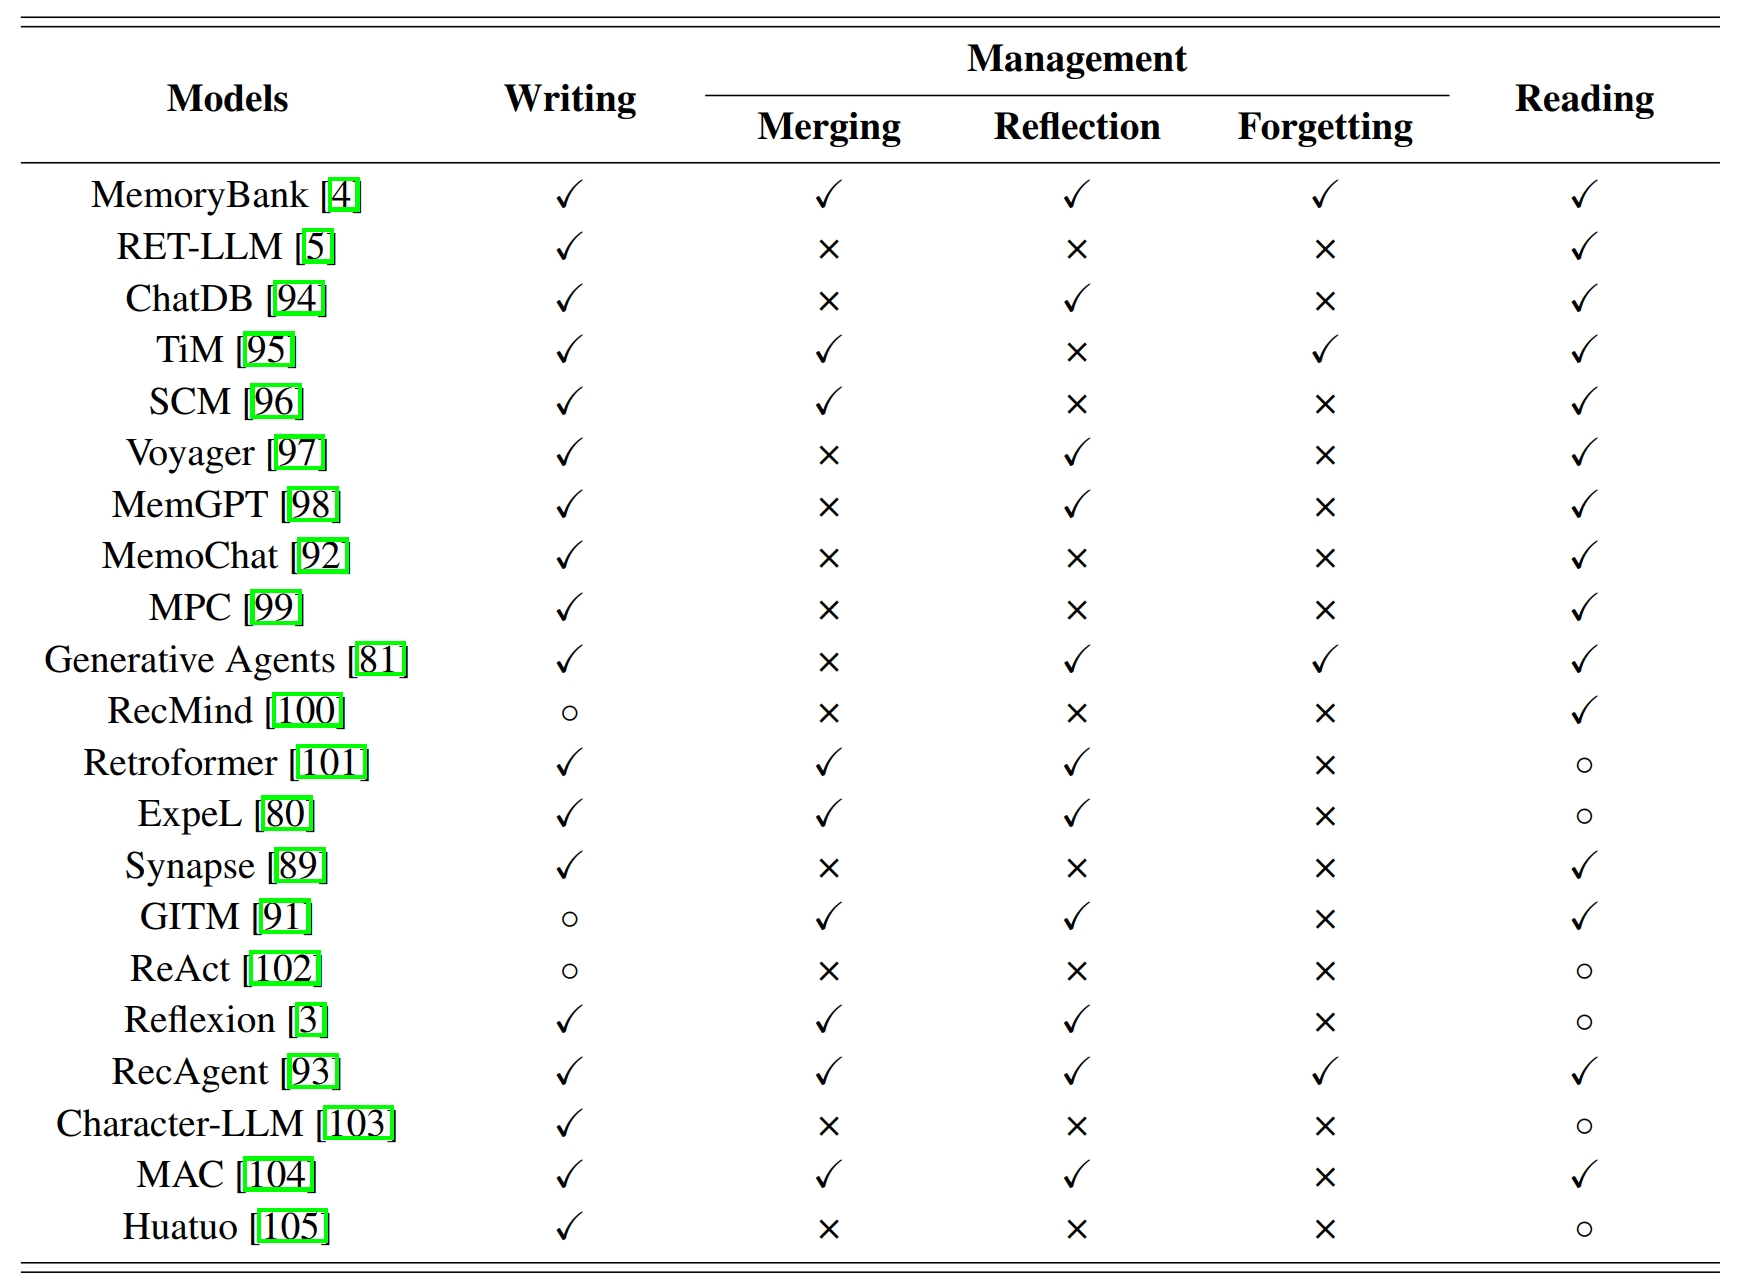 Management
Models Writing Reading
Merging Reflection Forgetting
MemoryBank [4] ✓ ✓ ✓ ✓ ✓
RET-LLM [5] ✓ × × × ✓
ChatDB [94] ✓ × ✓ × ✓
TiM [95] ✓ ✓ × ✓ ✓
SCM [96] ✓ ✓ × × ✓
Voyager [97] ✓ × ✓ × ✓
MemGPT [98] ✓ × ✓ × ✓
MemoChat [92] ✓ × × × ✓
MPC [99] ✓ × × × ✓
Generative Agents [81] ✓ × ✓ ✓ ✓
RecMind [100] ○ × × × ✓
Retroformer [101] ✓ ✓ ✓ × ○
ExpeL [80] ✓ ✓ ✓ × ○
Synapse [89] ✓ × × × ✓
GITM [91] ○ ✓ ✓ × ✓
ReAct [102] ○ × × × ○
Reflexion [3] ✓ ✓ ✓ × ○
RecAgent [93] ✓ ✓ ✓ ✓ ✓
Character-LLM [103] ✓ × × × ○
MAC [104] ✓ ✓ ✓ × ✓
Huatuo [105] ✓ × × × ○